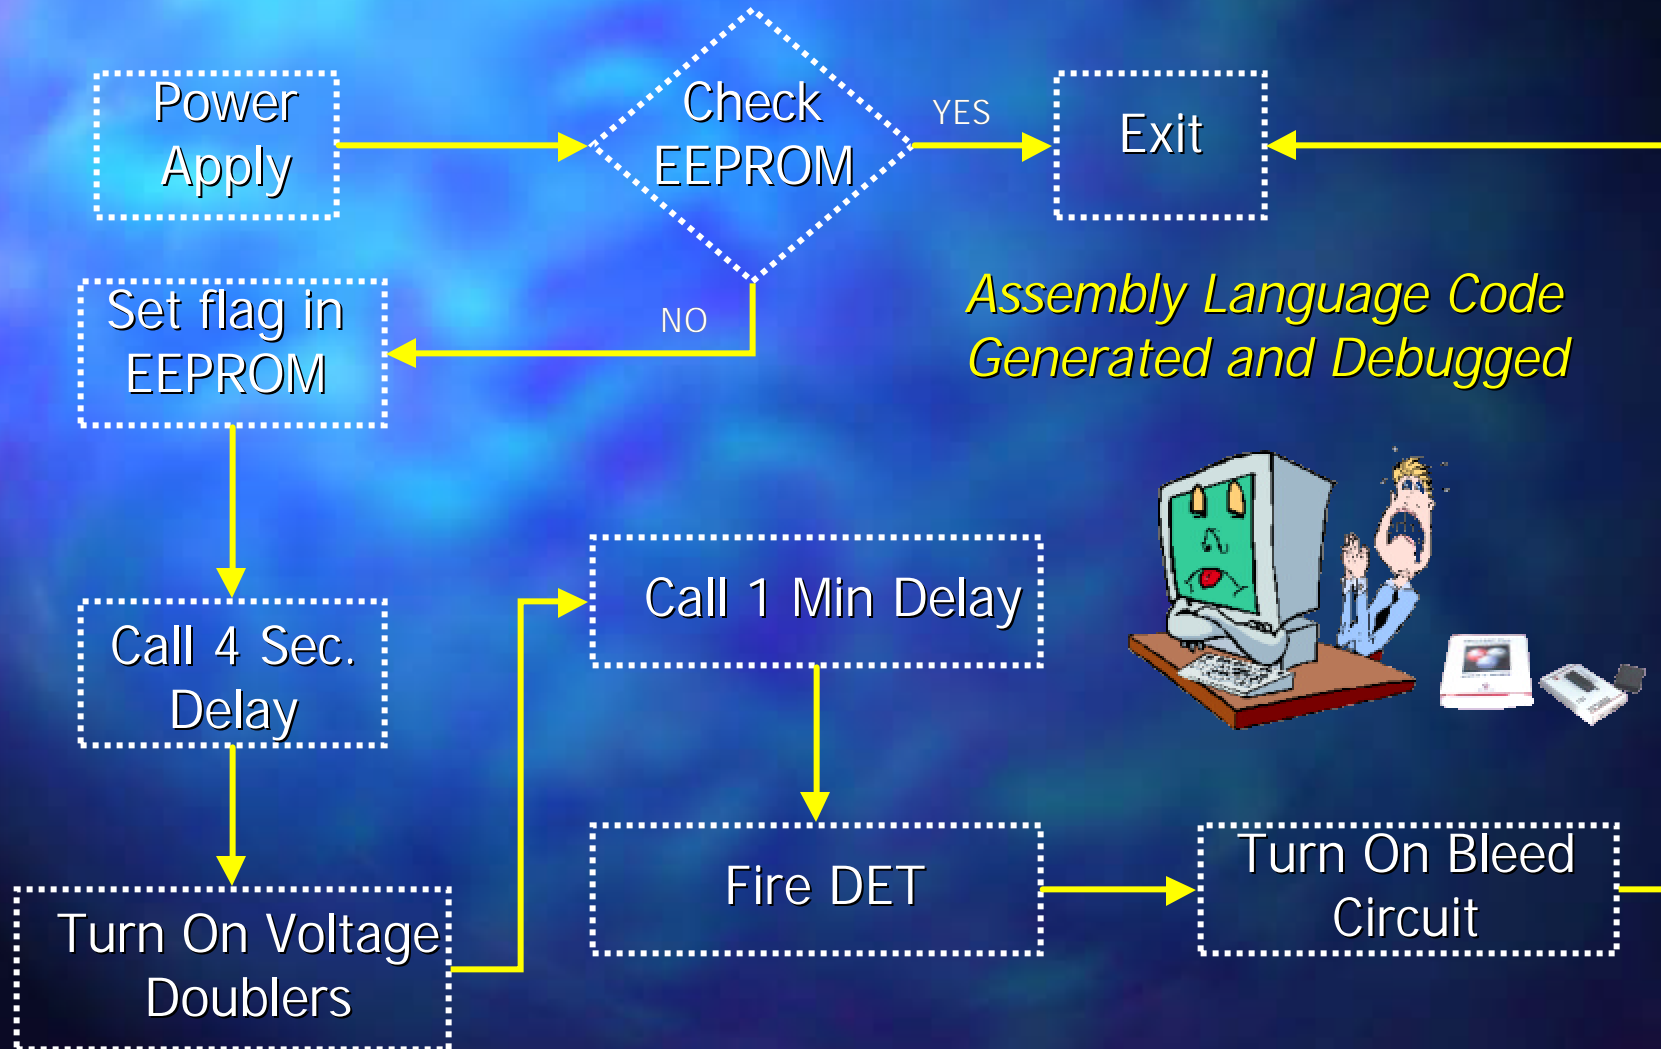 Power
Apply
Check
EEPROM
YES
Exit
Set flag in
EEPROM
NO
Assembly Language Code
Generated and Debugged
Call 4 Sec.
Delay
Call 1 Min Delay
Turn On Voltage
Doublers
Fire DET
Turn On Bleed
Circuit